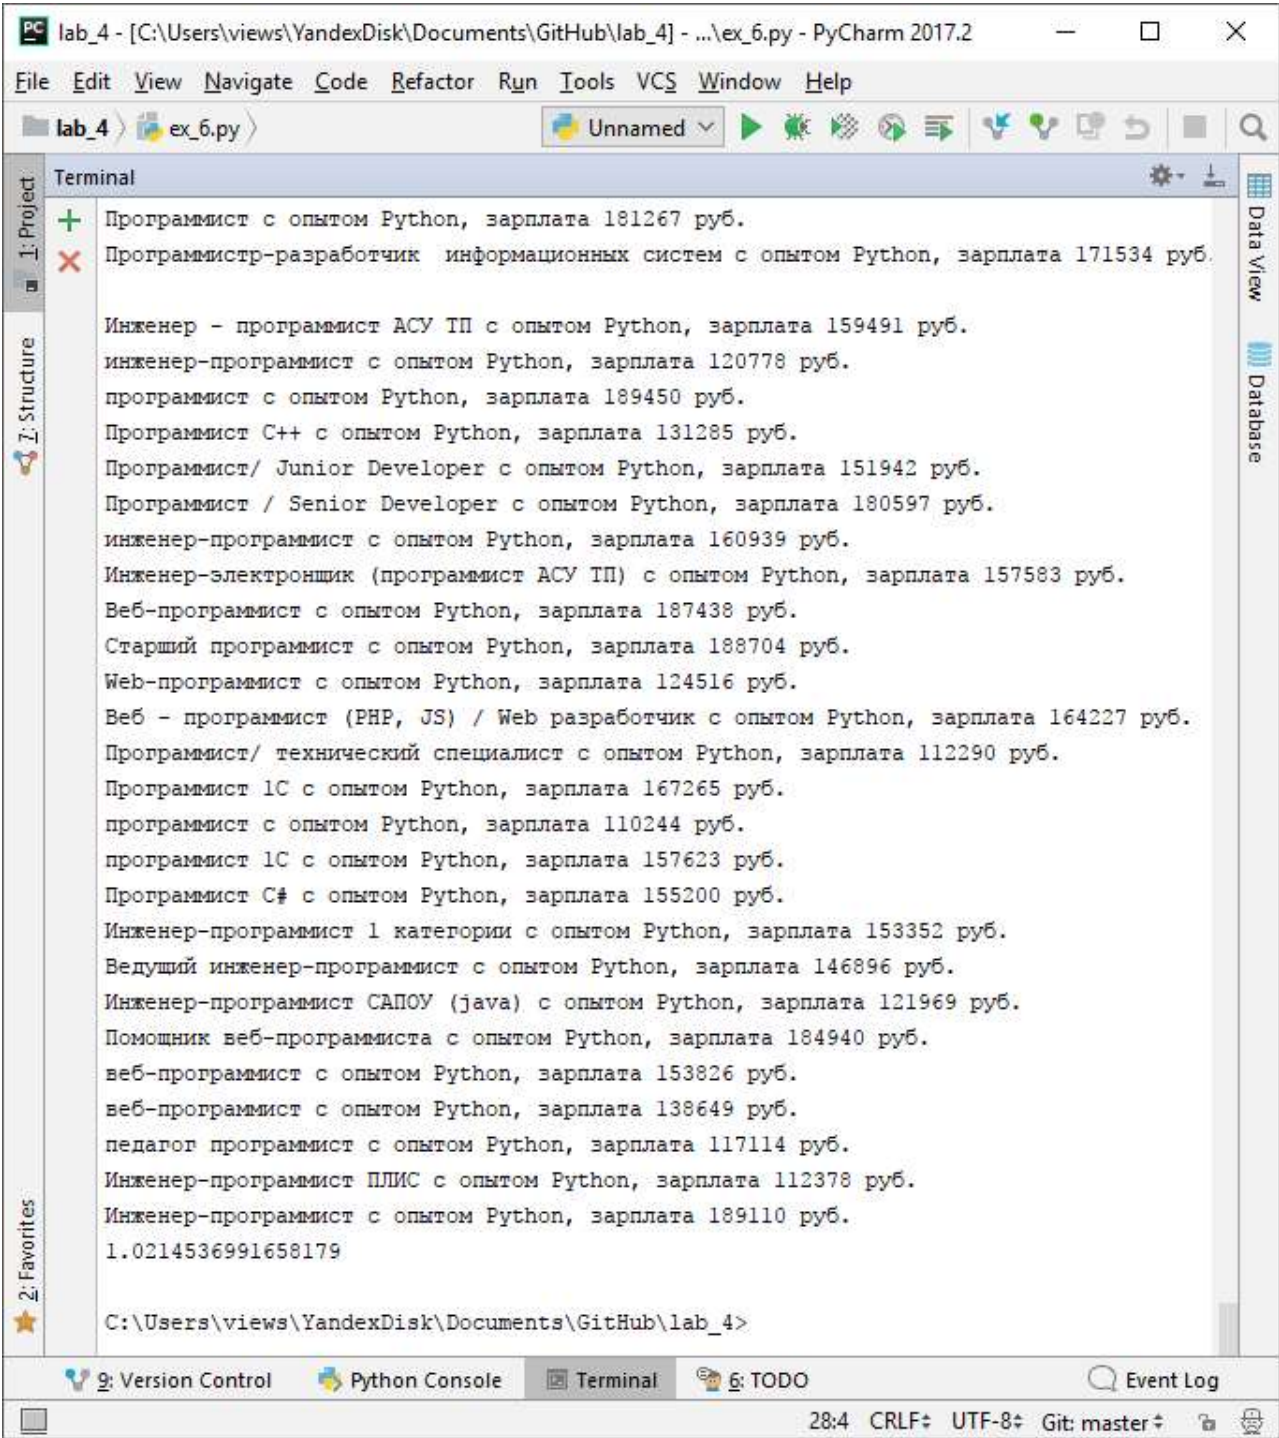 PC lab_4 - [C:\Users\views\YandexDisk\Documents\GitHub\lab_4] - ...\ex_6.py - PyCharm 2017.2
File Edit View Navigate Code Refactor Run Tools VCS Window Help
lab_4 ex_6.py Unnamed
Terminal
1: Project
7: Structure
2: Favorites
Программист с опытом Python, зарплата 181267 руб.
Программистр-разработчик  информационных систем с опытом Python, зарплата 171534 руб.
Инженер - программист АСУ ТП с опытом Python, зарплата 159491 руб.
инженер-программист с опытом Python, зарплата 120778 руб.
программист с опытом Python, зарплата 189450 руб.
Программист C++ с опытом Python, зарплата 131285 руб.
Программист/ Junior Developer с опытом Python, зарплата 151942 руб.
Программист / Senior Developer с опытом Python, зарплата 180597 руб.
инженер-программист с опытом Python, зарплата 160939 руб.
Инженер-электронщик (программист АСУ ТП) с опытом Python, зарплата 157583 руб.
Веб-программист с опытом Python, зарплата 187438 руб.
Старший программист с опытом Python, зарплата 188704 руб.
Web-программист с опытом Python, зарплата 124516 руб.
Веб - программист (PHP, JS) / Web разработчик с опытом Python, зарплата 164227 руб.
Программист/ технический специалист с опытом Python, зарплата 112290 руб.
Программист 1С с опытом Python, зарплата 167265 руб.
программист с опытом Python, зарплата 110244 руб.
программист 1С с опытом Python, зарплата 157623 руб.
Программист C# с опытом Python, зарплата 155200 руб.
Инженер-программист 1 категории с опытом Python, зарплата 153352 руб.
Ведущий инженер-программист с опытом Python, зарплата 146896 руб.
Инженер-программист САПОУ (java) с опытом Python, зарплата 121969 руб.
Помощник веб-программиста с опытом Python, зарплата 184940 руб.
веб-программист с опытом Python, зарплата 153826 руб.
веб-программист с опытом Python, зарплата 138649 руб.
педагог программист с опытом Python, зарплата 117114 руб.
Инженер-программист ПЛИС с опытом Python, зарплата 112378 руб.
Инженер-программист с опытом Python, зарплата 189110 руб.
1.0214536991658179
C:\Users\views\YandexDisk\Documents\GitHub\lab_4>
Data View
Database
9: Version Control Python Console Terminal 6: TODO Event Log
28:4 CRLF UTF-8 Git: master